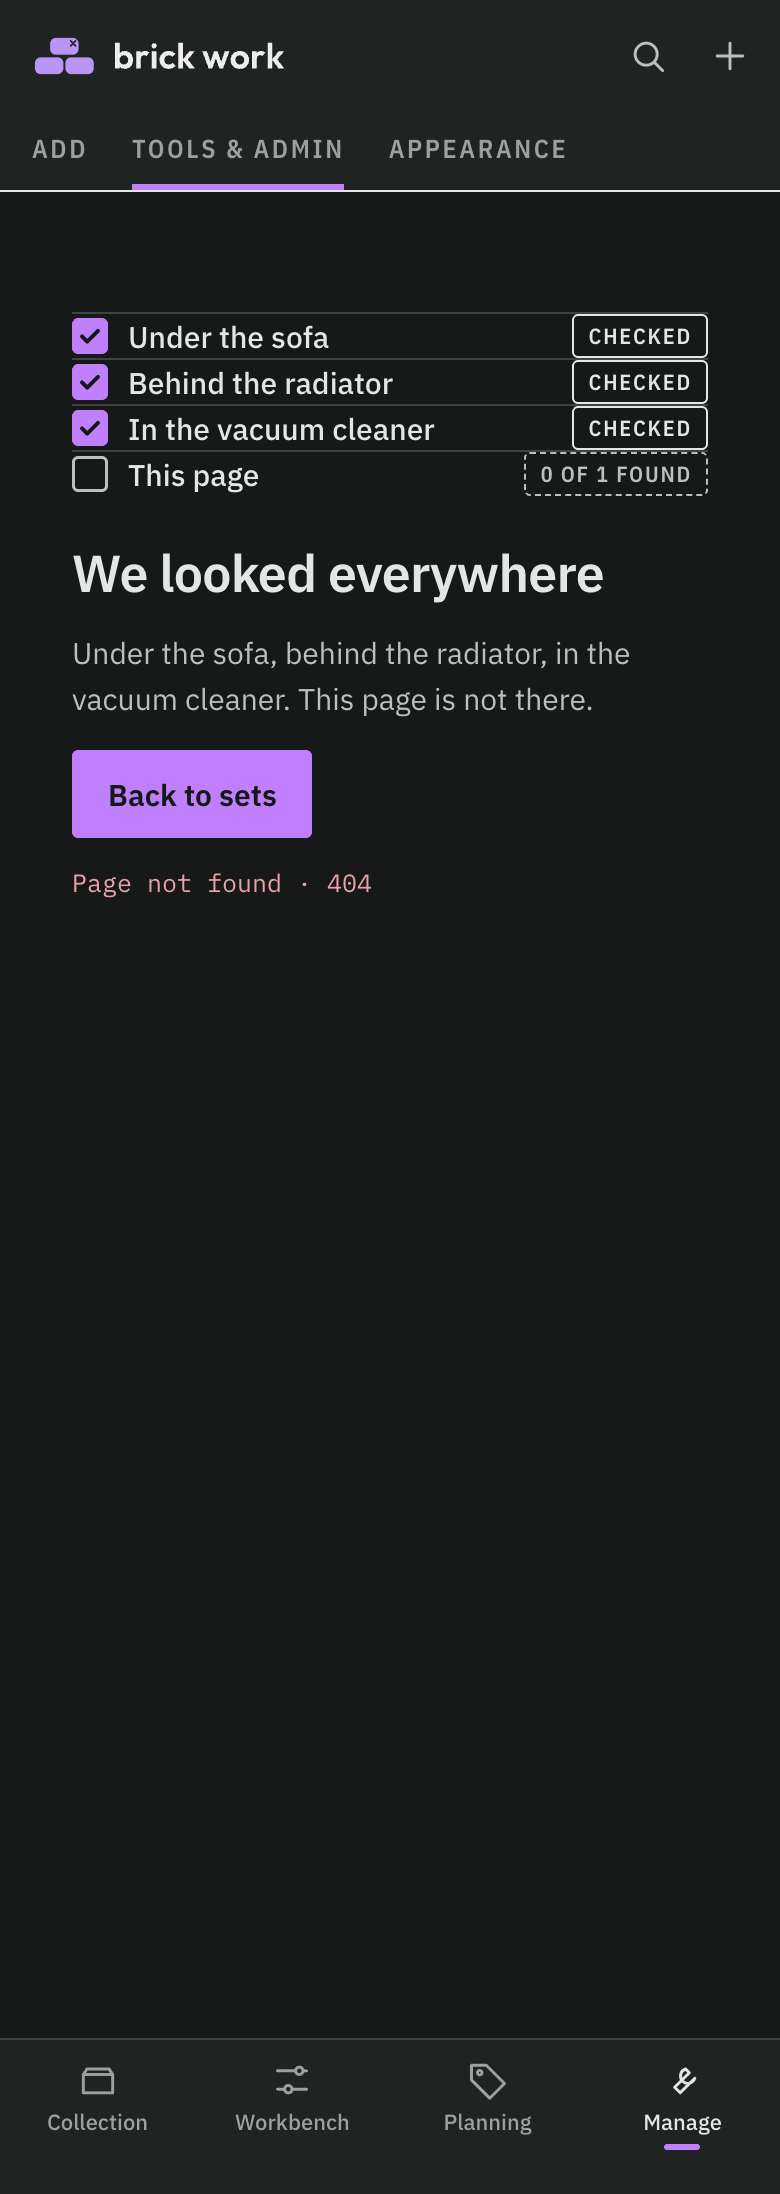 brick work
ADD TOOLS & ADMIN APPEARANCE
Under the sofa CHECKED
Behind the radiator CHECKED
In the vacuum cleaner CHECKED
This page 0 OF 1 FOUND
We looked everywhere
Under the sofa, behind the radiator, in the
vacuum cleaner. This page is not there.
Back to sets
Page not found · 404
Collection Workbench Planning Manage